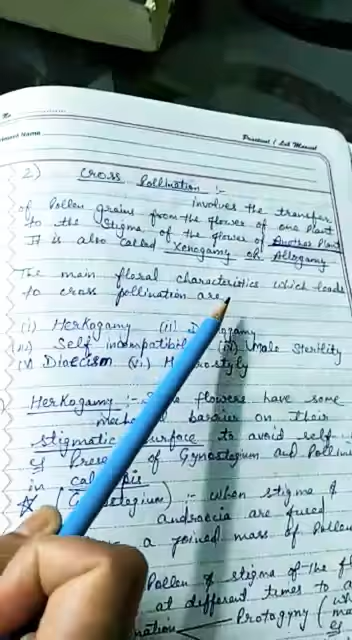 No
Practical / Lab Manual
2) Cross Pollination :-
involves the transfer
of Pollen grains from the flower of one Plant
to the Stigma of the flower of Another Plant
It is also called Xenogamy or Allogamy
The main floral characteristics which leads
to cross pollination are
(i) Herkogamy (ii)
(iii) Self (iv) Male Sterility
(v) Dioecism (vi)
Herkogamy :- flowers have some
barrier on their
stigmatic surface to avoid self
of Gynostegium and
in
:- When stigma &
androecia are fused
a joined mass of Pollen
Pollen & stigma of the
at different times to
Protogyny